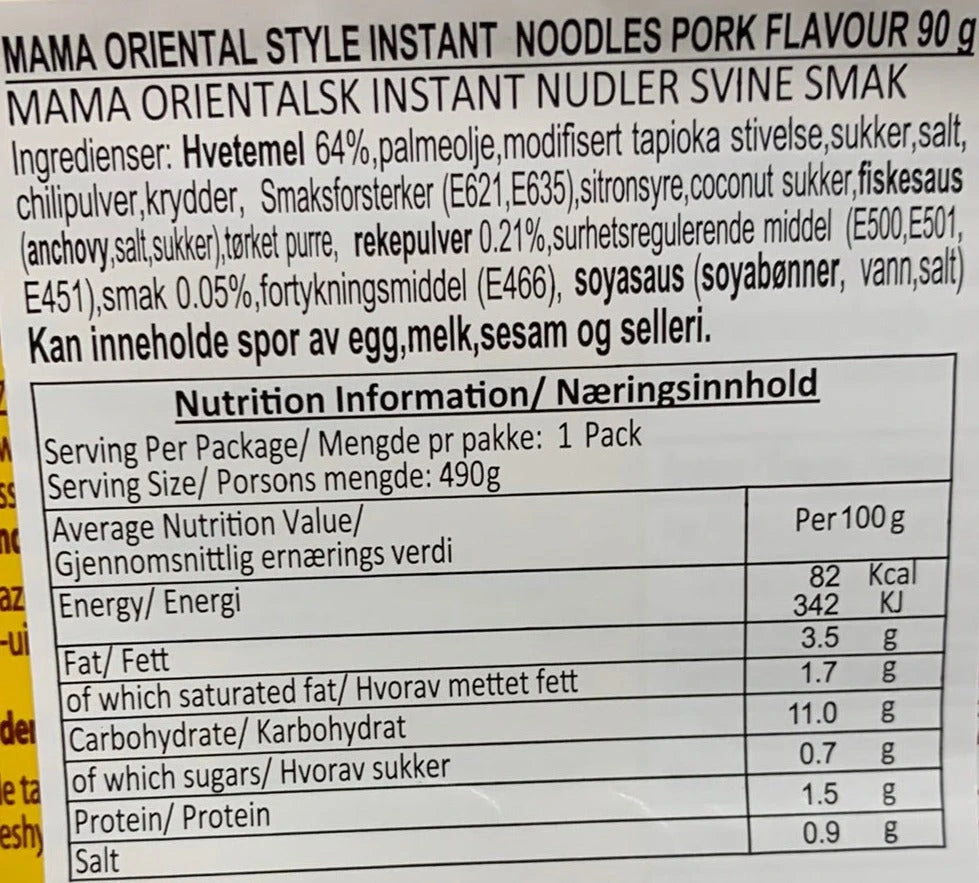 MAMA ORIENTAL STYLE INSTANT NOODLES PORK FLAVOUR 90 g
MAMA ORIENTALSK INSTANT NUDLER SVINE SMAK
Ingredienser: Hvetemel 64%,palmeolje,modifisert tapioka stivelse,sukker,salt,
chilipulver,krydder, Smaksforsterker (E621,E635),sitronsyre,coconut sukker,fiskesaus
(anchovy,salt,sukker),tørket purre, rekepulver 0.21%,surhetsregulerende middel (E500,E501,
E451),smak 0.05%,fortykningsmiddel (E466), soyasaus (soyabønner, vann,salt)
Kan inneholde spor av egg,melk,sesam og selleri.
Nutrition Information/ Næringsinnhold
Serving Per Package/ Mengde pr pakke: 1 Pack
Serving Size/ Porsons mengde: 490g
Average Nutrition Value/
Gjennomsnittlig ernærings verdi
Per 100 g
Energy/ Energi
82 Kcal
342 KJ
Fat/ Fett 3.5 g
of which saturated fat/ Hvorav mettet fett 1.7 g
Carbohydrate/ Karbohydrat 11.0 g
of which sugars/ Hvorav sukker 0.7 g
Protein/ Protein 1.5 g
Salt 0.9 g